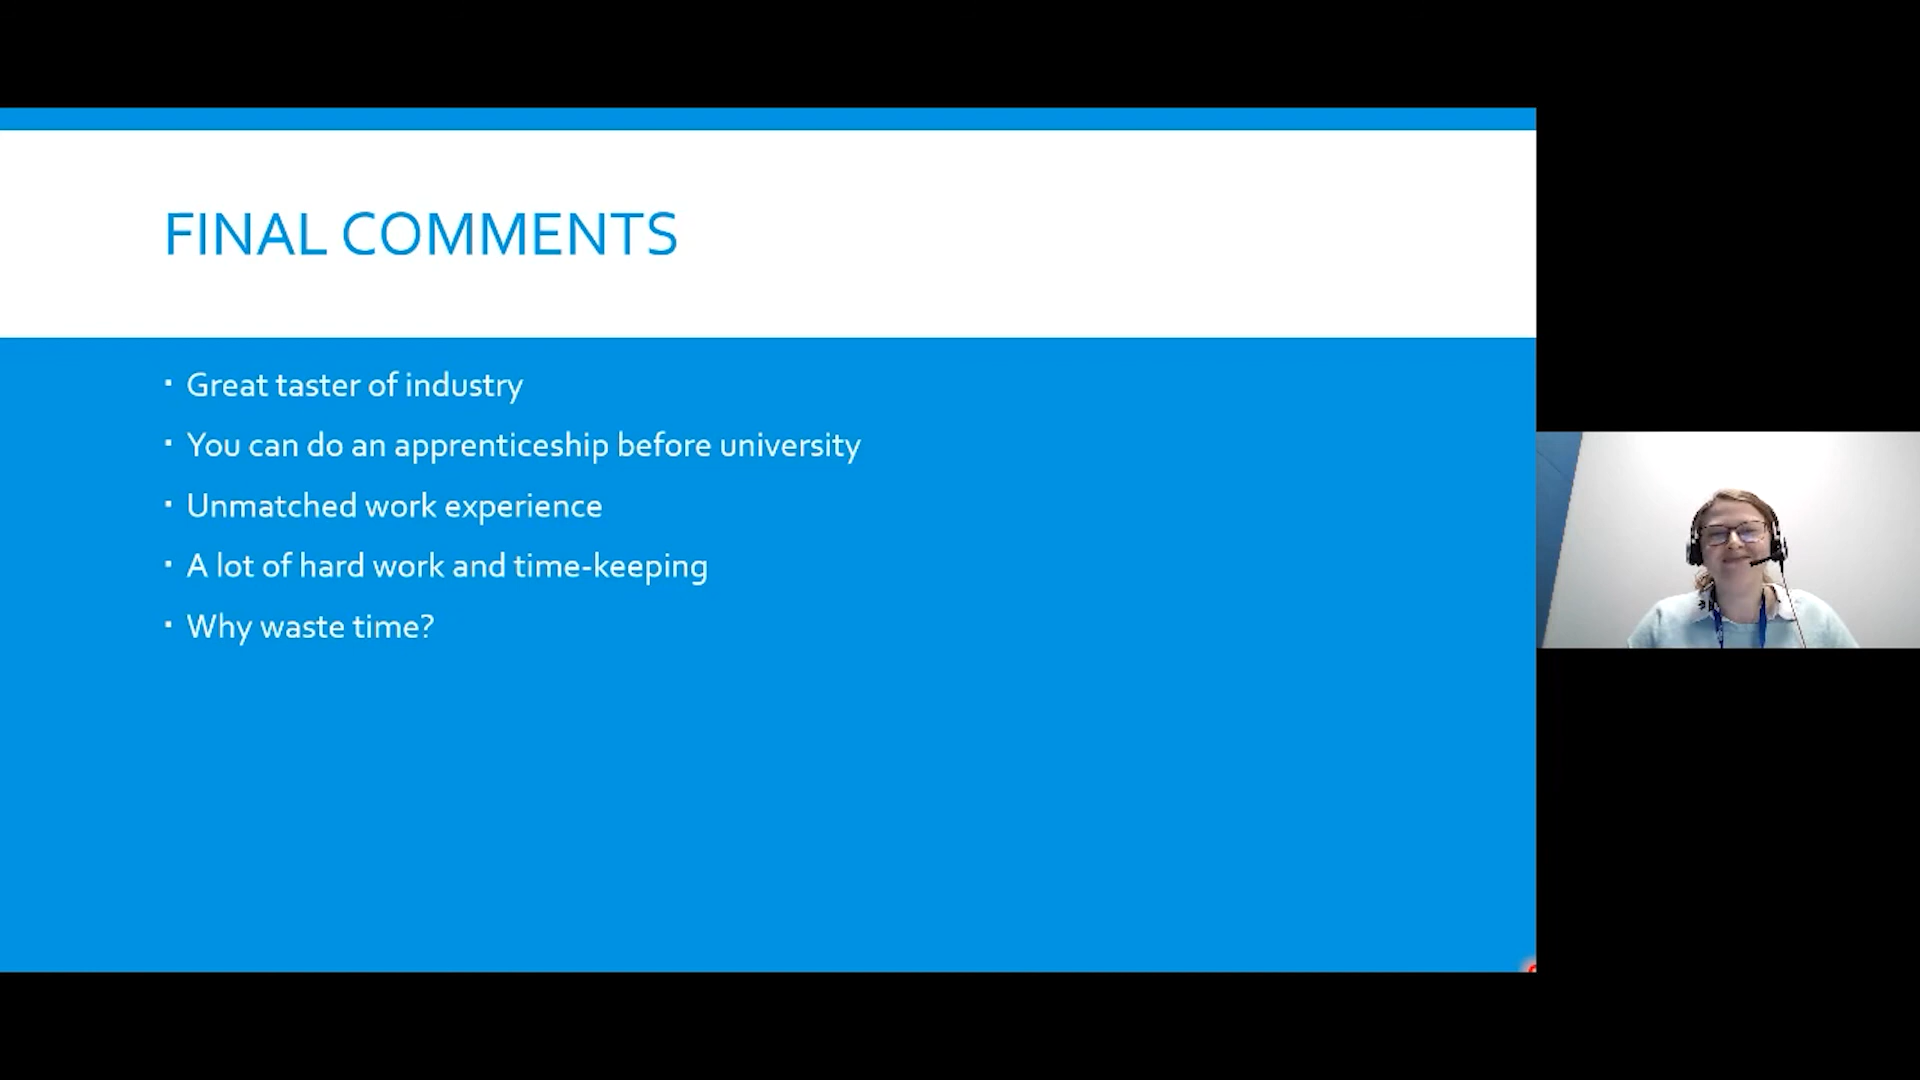 FINAL COMMENTS
Great taster of industry
You can do an apprenticeship before university
Unmatched work experience
A lot of hard work and time-keeping
Why waste time?